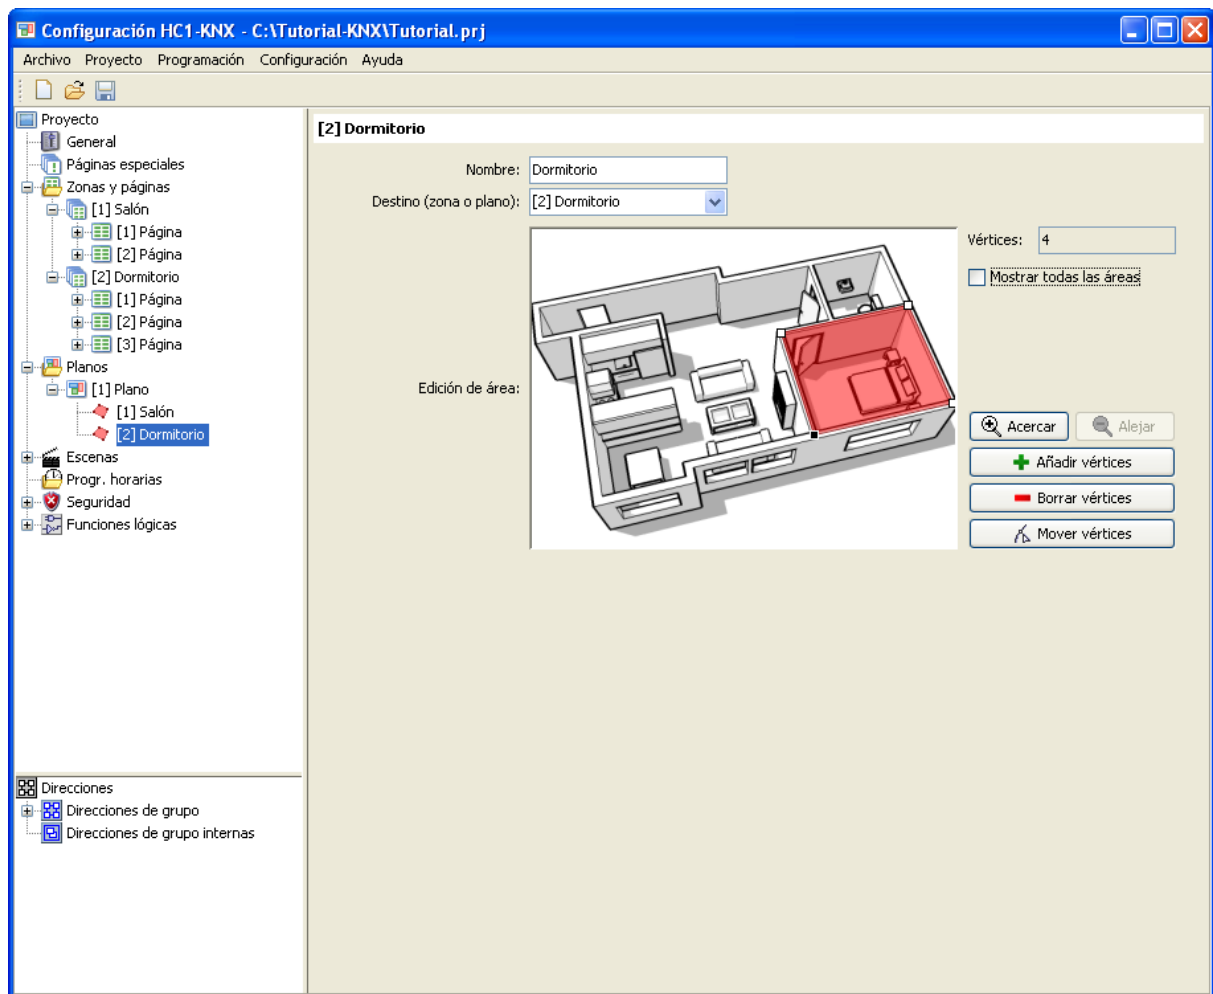 Configuración HC1-KNX - C:\Tutorial-KNX\Tutorial.prj
Archivo Proyecto Programación Configuración Ayuda
Proyecto
General
Páginas especiales
Zonas y páginas
[1] Salón
[1] Página
[2] Página
[2] Dormitorio
[1] Página
[2] Página
[3] Página
Planos
[1] Plano
[1] Salón
[2] Dormitorio
Escenas
Progr. horarias
Seguridad
Funciones lógicas
Direcciones
Direcciones de grupo
Direcciones de grupo internas
[2] Dormitorio
Nombre: Dormitorio
Destino (zona o plano): [2] Dormitorio
Edición de área:
Vértices: 4
Mostrar todas las áreas
Acercar Alejar
Añadir vértices
Borrar vértices
Mover vértices